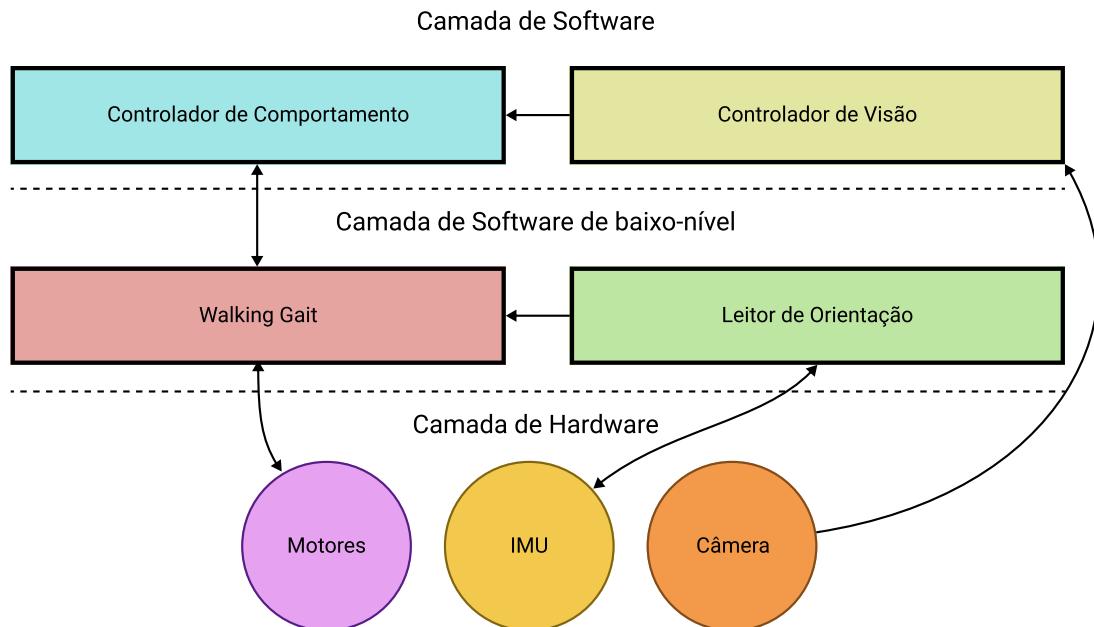 Camada de Software
Controlador de Comportamento
Controlador de Visão
Camada de Software de baixo-nível
Walking Gait
Leitor de Orientação
Camada de Hardware
Motores
IMU
Câmera